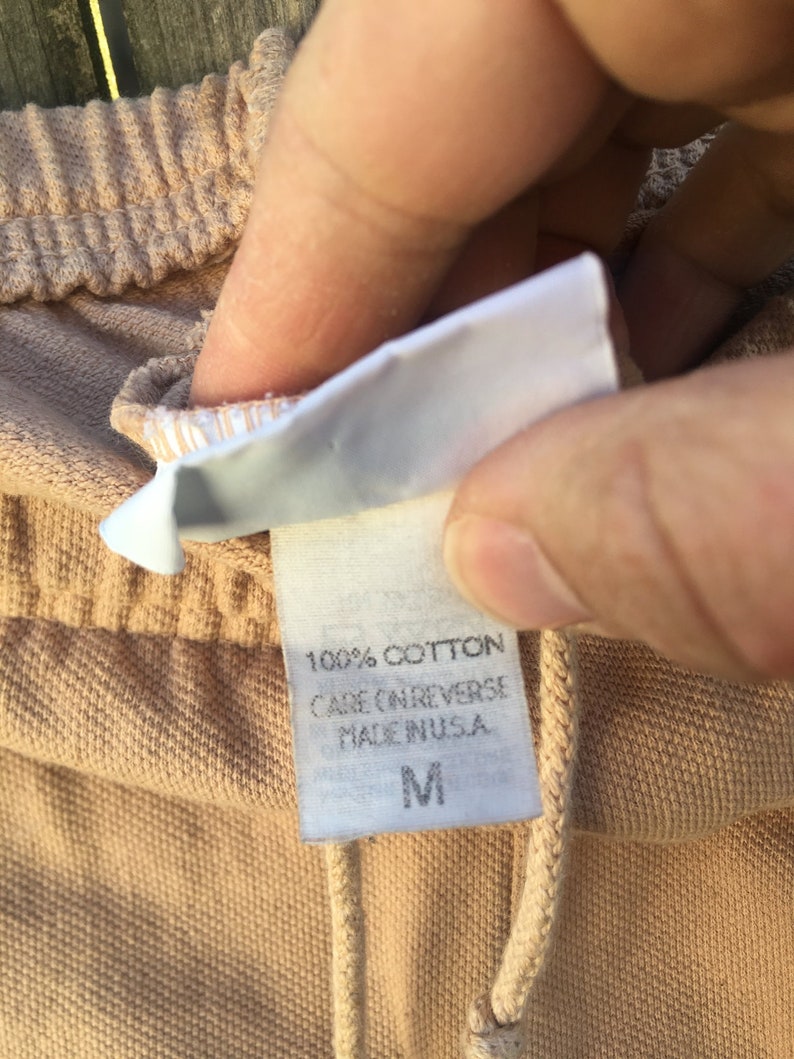 100% COTTON
CARE ON REVERSE
MADE IN U.S.A.
M